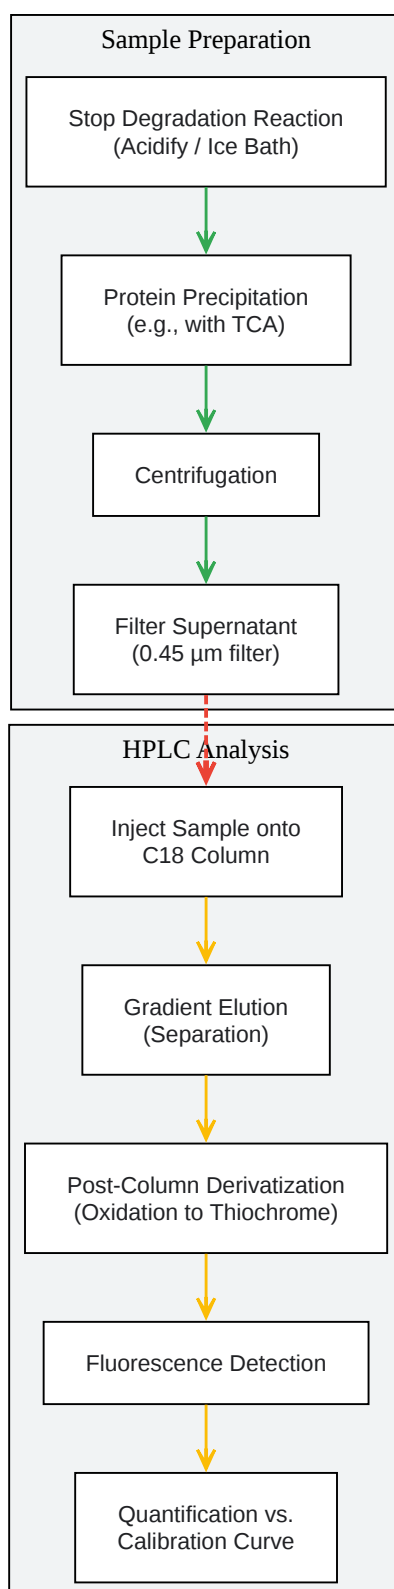 Sample Preparation
Stop Degradation Reaction
(Acidify / Ice Bath)
Protein Precipitation
(e.g., with TCA)
Centrifugation
Filter Supernatant
(0.45 µm filter)
HPLC Analysis
Inject Sample onto
C18 Column
Gradient Elution
(Separation)
Post-Column Derivatization
(Oxidation to Thiochrome)
Fluorescence Detection
Quantification vs.
Calibration Curve